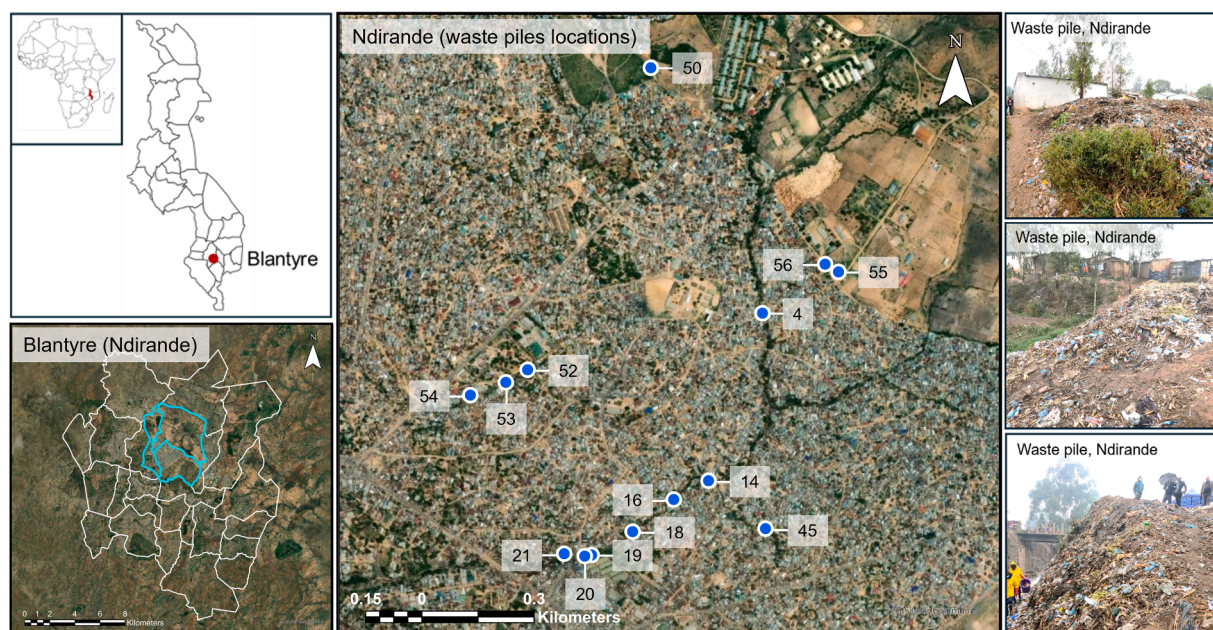 Blantyre
Blantyre (Ndirande)
N
0 1 2 4 6 8
Kilometers
Ndirande (waste piles locations)
N
50
56
55
4
52
54
53
14
16
18
45
21
19
20
0.15 0 0.3
Kilometers
Waste pile, Ndirande
Waste pile, Ndirande
Waste pile, Ndirande